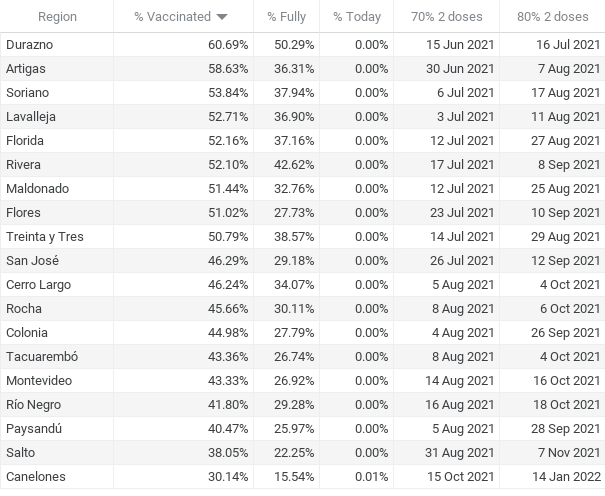 Region % Vaccinated % Fully % Today 70% 2 doses 80% 2 doses
Durazno 60.69% 50.29% 0.00% 15 Jun 2021 16 Jul 2021
Artigas 58.63% 36.31% 0.00% 30 Jun 2021 7 Aug 2021
Soriano 53.84% 37.94% 0.00% 6 Jul 2021 17 Aug 2021
Lavalleja 52.71% 36.90% 0.00% 3 Jul 2021 11 Aug 2021
Florida 52.16% 37.16% 0.00% 12 Jul 2021 27 Aug 2021
Rivera 52.10% 42.62% 0.00% 17 Jul 2021 8 Sep 2021
Maldonado 51.44% 32.76% 0.00% 12 Jul 2021 25 Aug 2021
Flores 51.02% 27.73% 0.00% 23 Jul 2021 10 Sep 2021
Treinta y Tres 50.79% 38.57% 0.00% 14 Jul 2021 29 Aug 2021
San José 46.29% 29.18% 0.00% 26 Jul 2021 12 Sep 2021
Cerro Largo 46.24% 34.07% 0.00% 5 Aug 2021 4 Oct 2021
Rocha 45.66% 30.11% 0.00% 8 Aug 2021 6 Oct 2021
Colonia 44.98% 27.79% 0.00% 4 Aug 2021 26 Sep 2021
Tacuarembó 43.36% 26.74% 0.00% 8 Aug 2021 4 Oct 2021
Montevideo 43.33% 26.92% 0.00% 14 Aug 2021 16 Oct 2021
Río Negro 41.80% 29.28% 0.00% 16 Aug 2021 18 Oct 2021
Paysandú 40.47% 25.97% 0.00% 5 Aug 2021 28 Sep 2021
Salto 38.05% 22.25% 0.00% 31 Aug 2021 7 Nov 2021
Canelones 30.14% 15.54% 0.01% 15 Oct 2021 14 Jan 2022